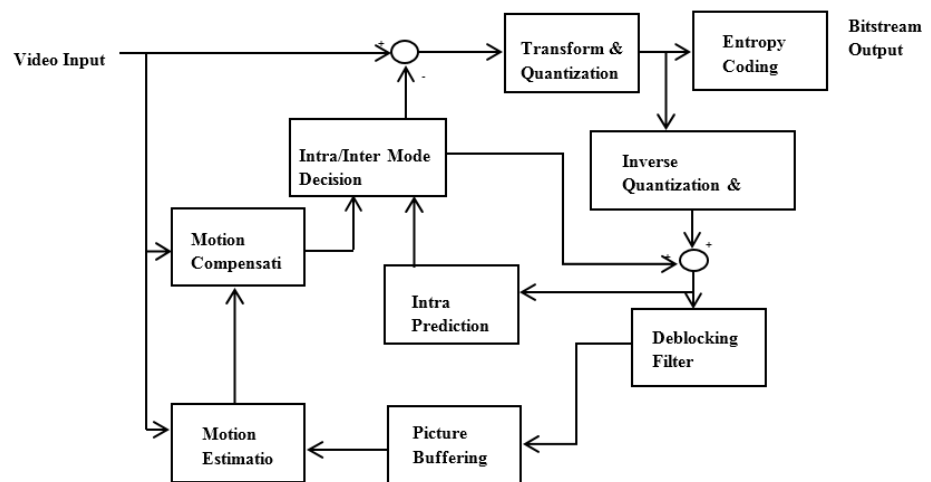 Video Input
+
-
Transform &
Quantization
Entropy
Coding
Bitstream
Output
Intra/Inter Mode
Decision
Inverse
Quantization &
Motion
Compensati
+
+
Intra
Prediction
Deblocking
Filter
Motion
Estimatio
Picture
Buffering